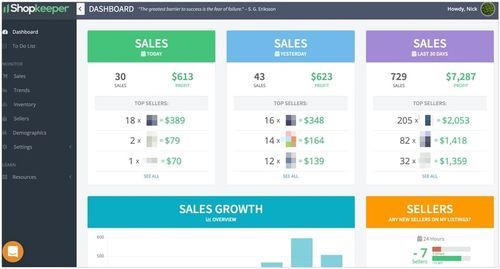 Shopkeeper
DASHBOARD
"The greatest barrier to success is the fear of failure." - S. G. Eriksson
Howdy, Nick
Dashboard
To Do List
MONITOR
Sales
Trends
Inventory
Sellers
Demographics
Settings
LEARN
Resources
SALES
TODAY
30
SALES
$613
PROFIT
TOP SELLERS:
18 x = $389
2 x = $79
1 x = $70
SEE ALL
SALES
YESTERDAY
43
SALES
$623
PROFIT
TOP SELLERS:
16 x = $348
14 x = $164
12 x = $139
SEE ALL
SALES
LAST 30 DAYS
729
SALES
$7,287
PROFIT
TOP SELLERS:
205 x = $2,053
82 x = $1,418
32 x = $1,359
SEE ALL
SALES GROWTH
OVERVIEW
600
500
SELLERS
ANY NEW SELLERS ON MY LISTINGS?
24 Hours
- 7
Sellers